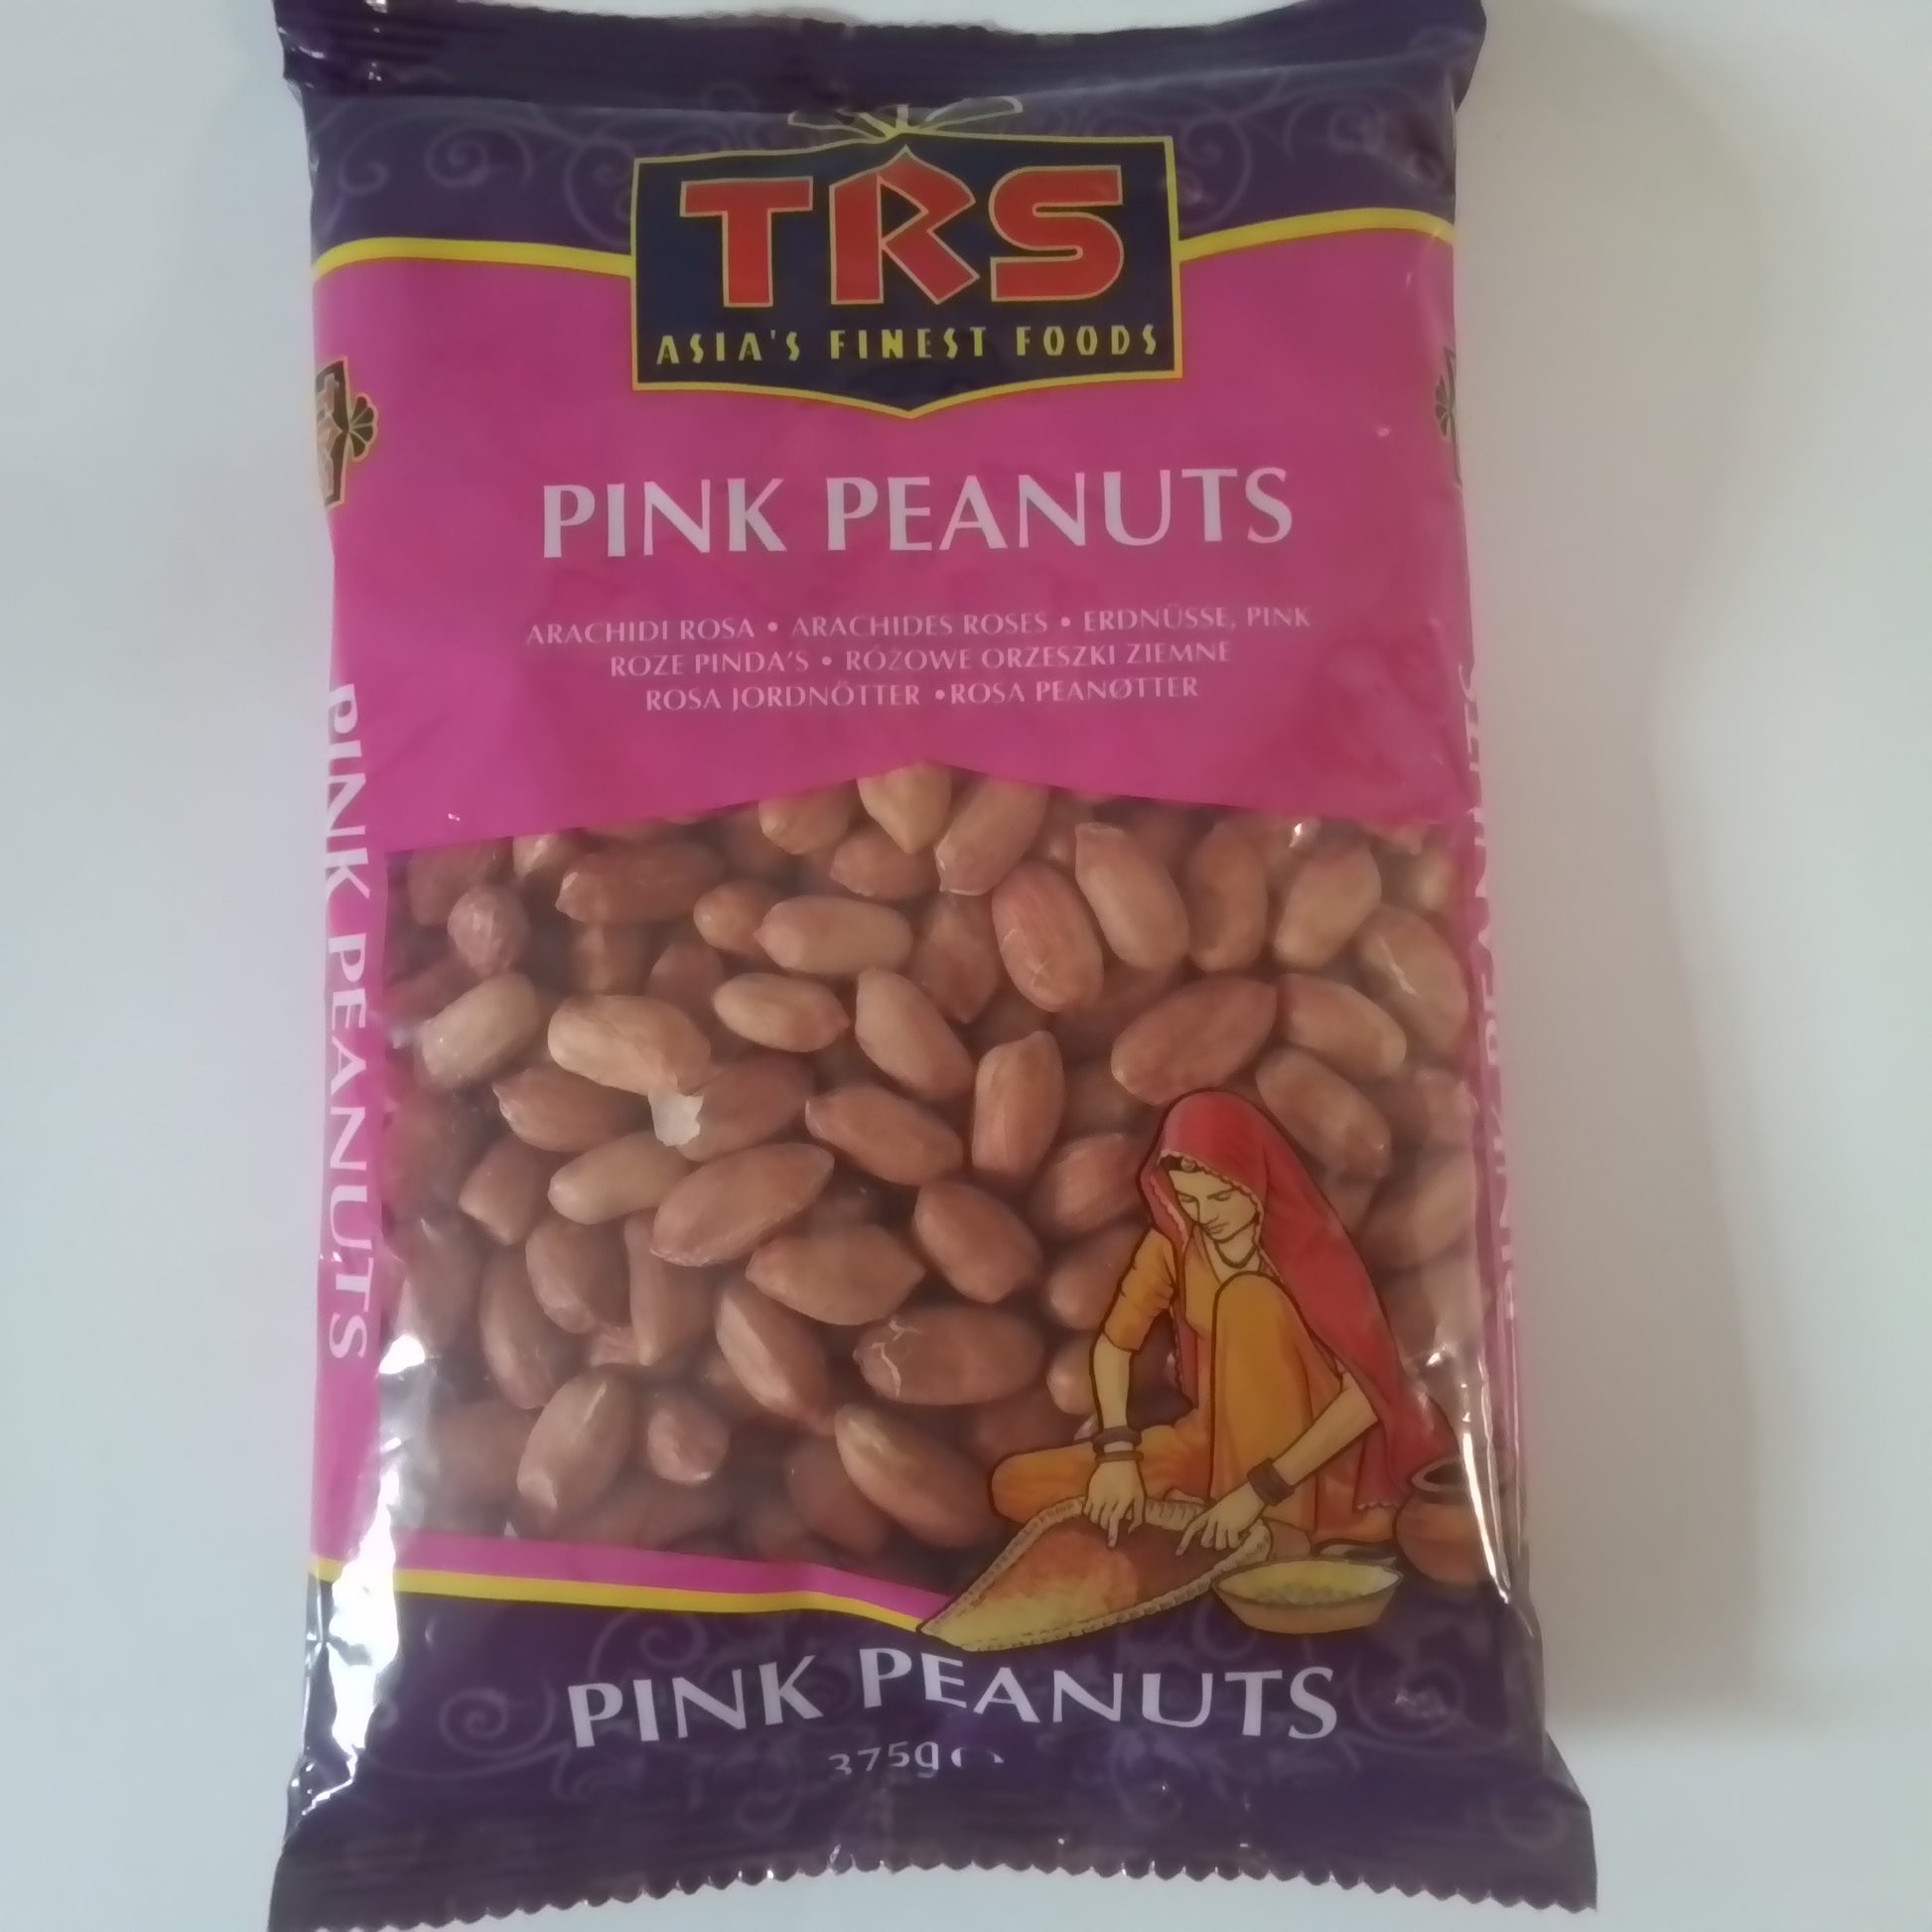 TRS
ASIA'S FINEST FOODS
PINK PEANUTS
ARACHIDI ROSA • ARACHIDES ROSES • ERDNÜSSE, PINK
ROZE PINDA'S • RÓŻOWE ORZESZKI ZIEMNE
ROSA JORDNÖTTER • ROSA PEANØTTER
PINK PEANUTS
PINK PEANUTS
375g